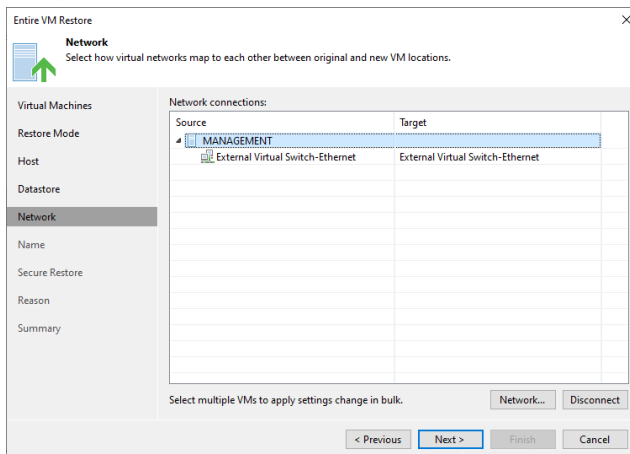 Entire VM Restore
Network
Select how virtual networks map to each other between original and new VM locations.
Virtual Machines
Restore Mode
Host
Datastore
Network
Name
Secure Restore
Reason
Summary
Network connections:
Source Target
MANAGEMENT
External Virtual Switch-Ethernet External Virtual Switch-Ethernet
Select multiple VMs to apply settings change in bulk.
Network... Disconnect
< Previous Next > Finish Cancel